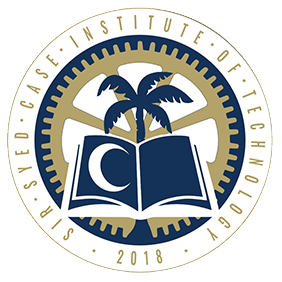 SIR·SYED·CASE·INSTITUTE·OF·TECHNOLOGY
· 2018 ·